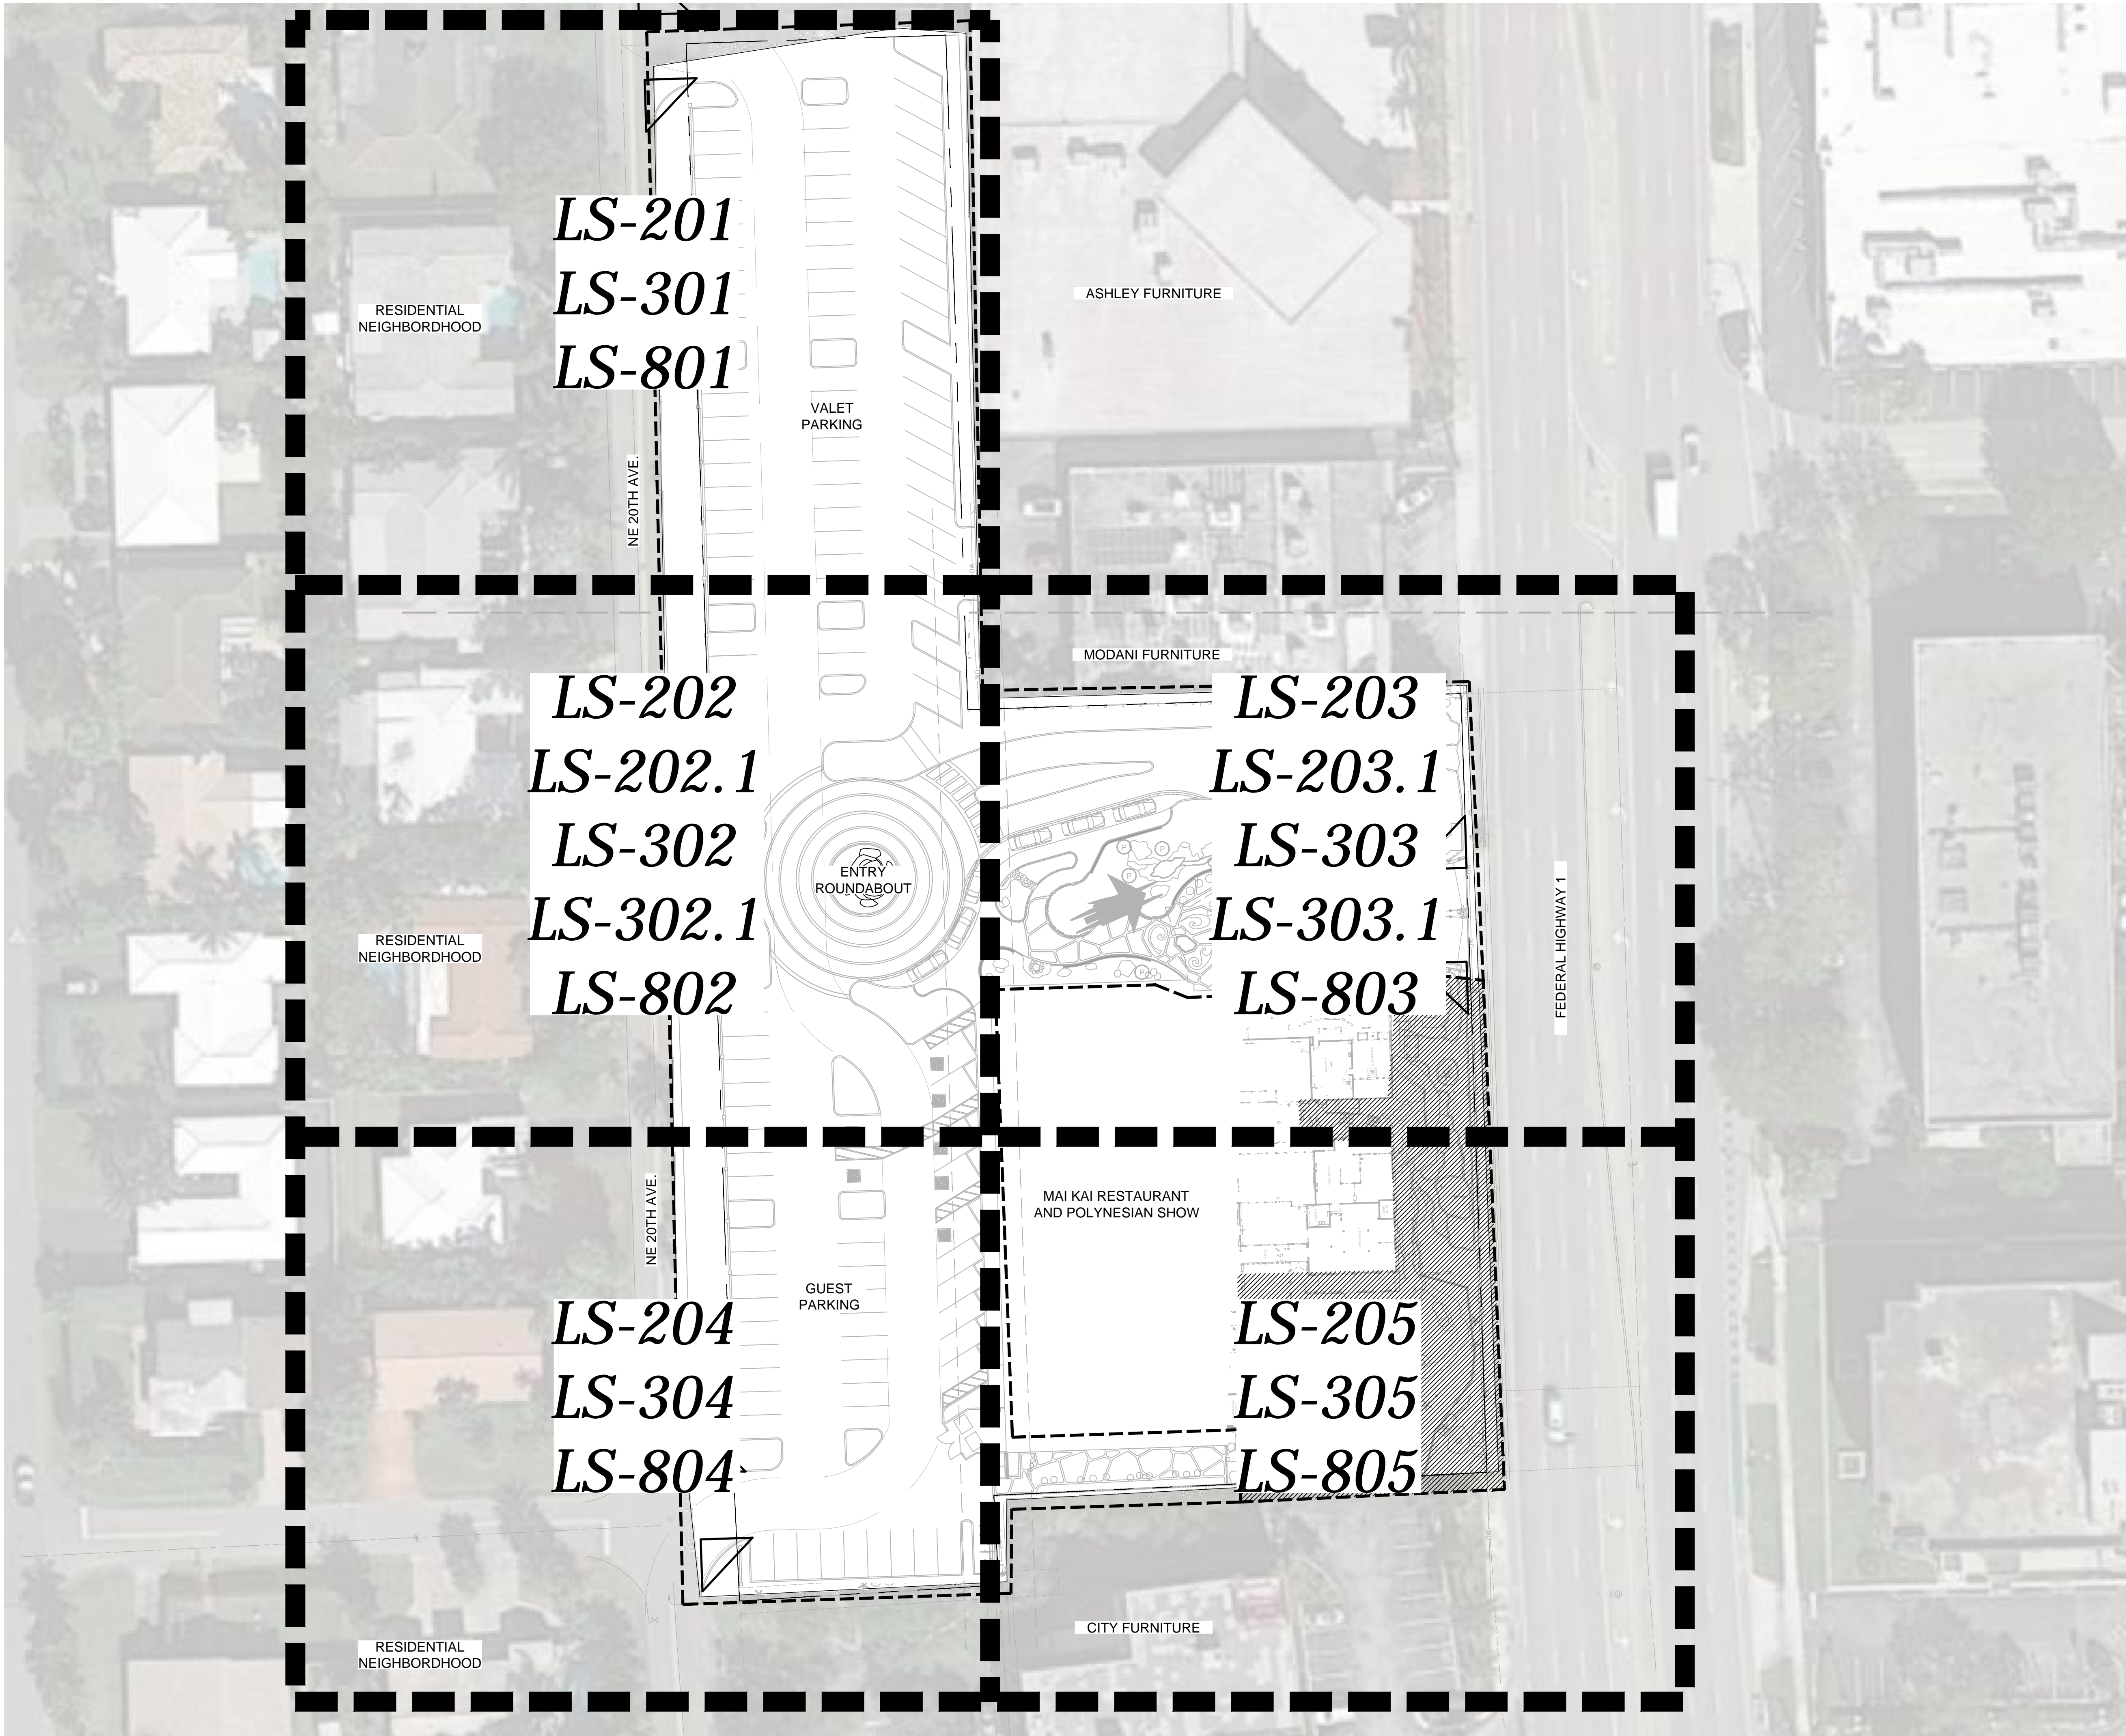 LS-201
LS-301
LS-801
ASHLEY FURNITURE
RESIDENTIAL
NEIGHBORDHOOD
VALET
PARKING
NE 20TH AVE.
MODANI FURNITURE
LS-202
LS-202.1
LS-302
LS-302.1
LS-802
LS-203
LS-203.1
LS-303
LS-303.1
LS-803
ENTRY
ROUNDABOUT
RESIDENTIAL
NEIGHBORDHOOD
FEDERAL HIGHWAY 1
NE 20TH AVE.
MAI KAI RESTAURANT
AND POLYNESIAN SHOW
GUEST
PARKING
LS-204
LS-304
LS-804
LS-205
LS-305
LS-805
CITY FURNITURE
RESIDENTIAL
NEIGHBORDHOOD